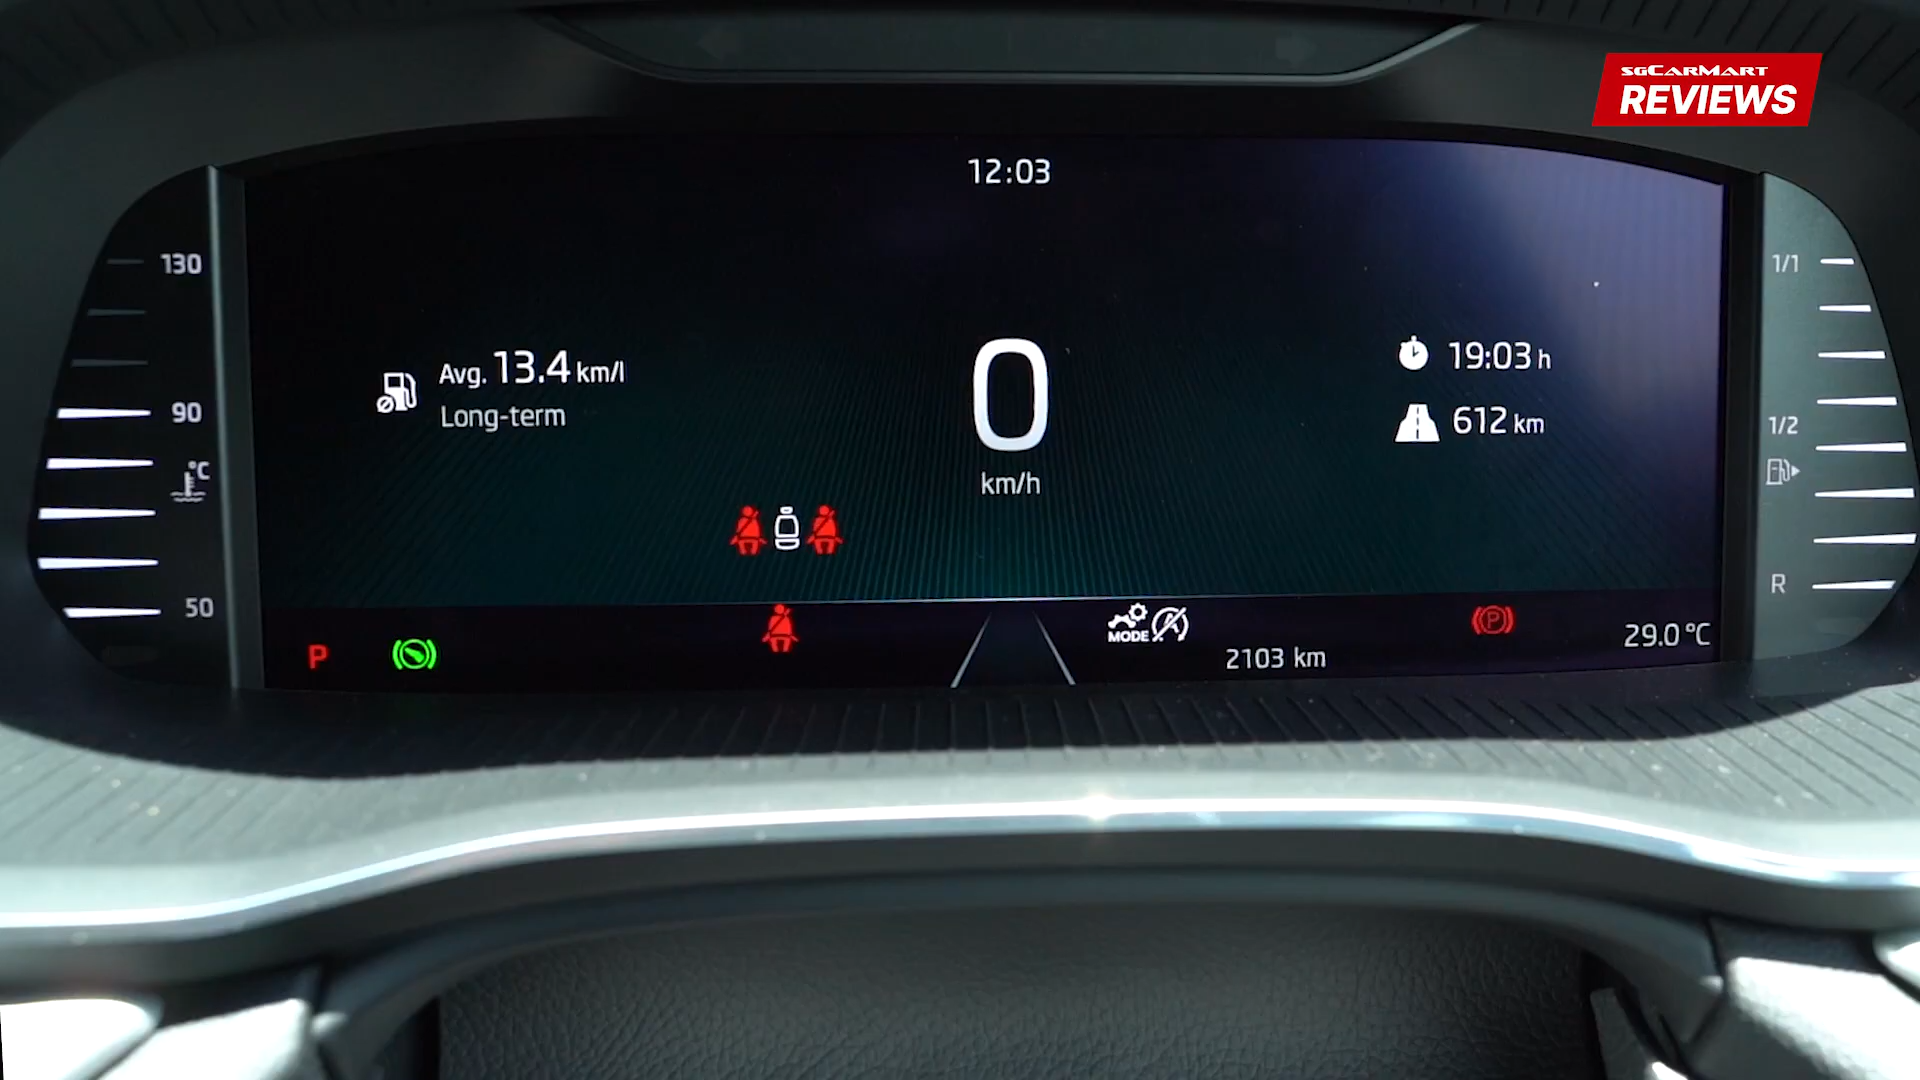 SGCARMART
REVIEWS
12:03
130
90
°C
50
Avg. 13.4 km/l
Long-term
0
km/h
19:03 h
612 km
1/1
1/2
R
P
MODE
A
2103 km
P
29.0 °C